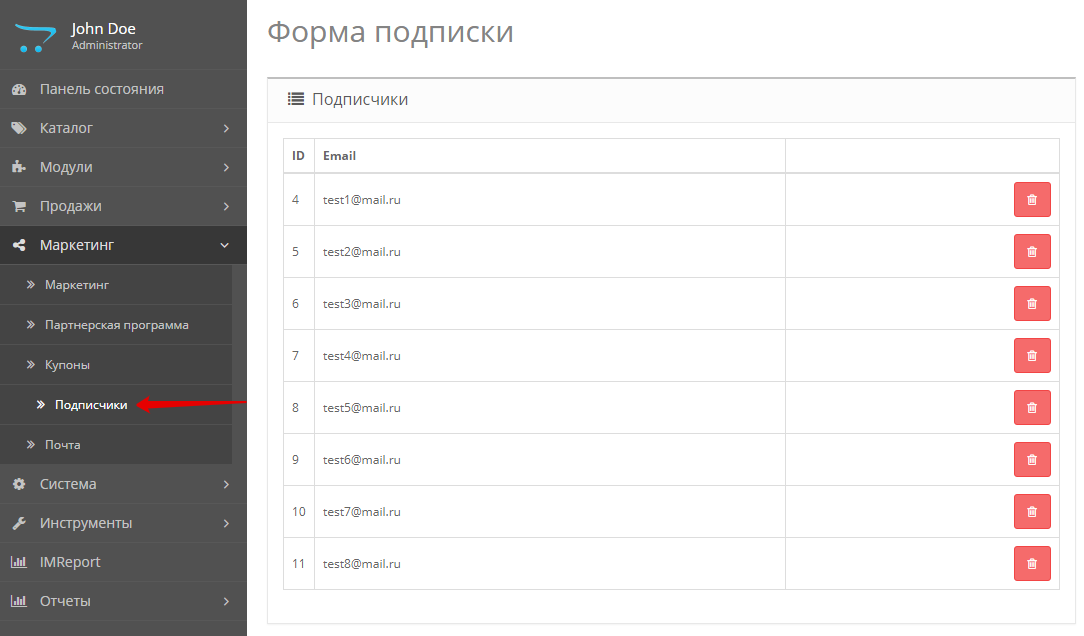 John Doe
Administrator
Панель состояния
Каталог
Модули
Продажи
Маркетинг
Маркетинг
Партнерская программа
Купоны
Подписчики
Почта
Система
Инструменты
IMReport
Отчеты
Форма подписки
Подписчики
ID Email
4 test1@mail.ru
5 test2@mail.ru
6 test3@mail.ru
7 test4@mail.ru
8 test5@mail.ru
9 test6@mail.ru
10 test7@mail.ru
11 test8@mail.ru